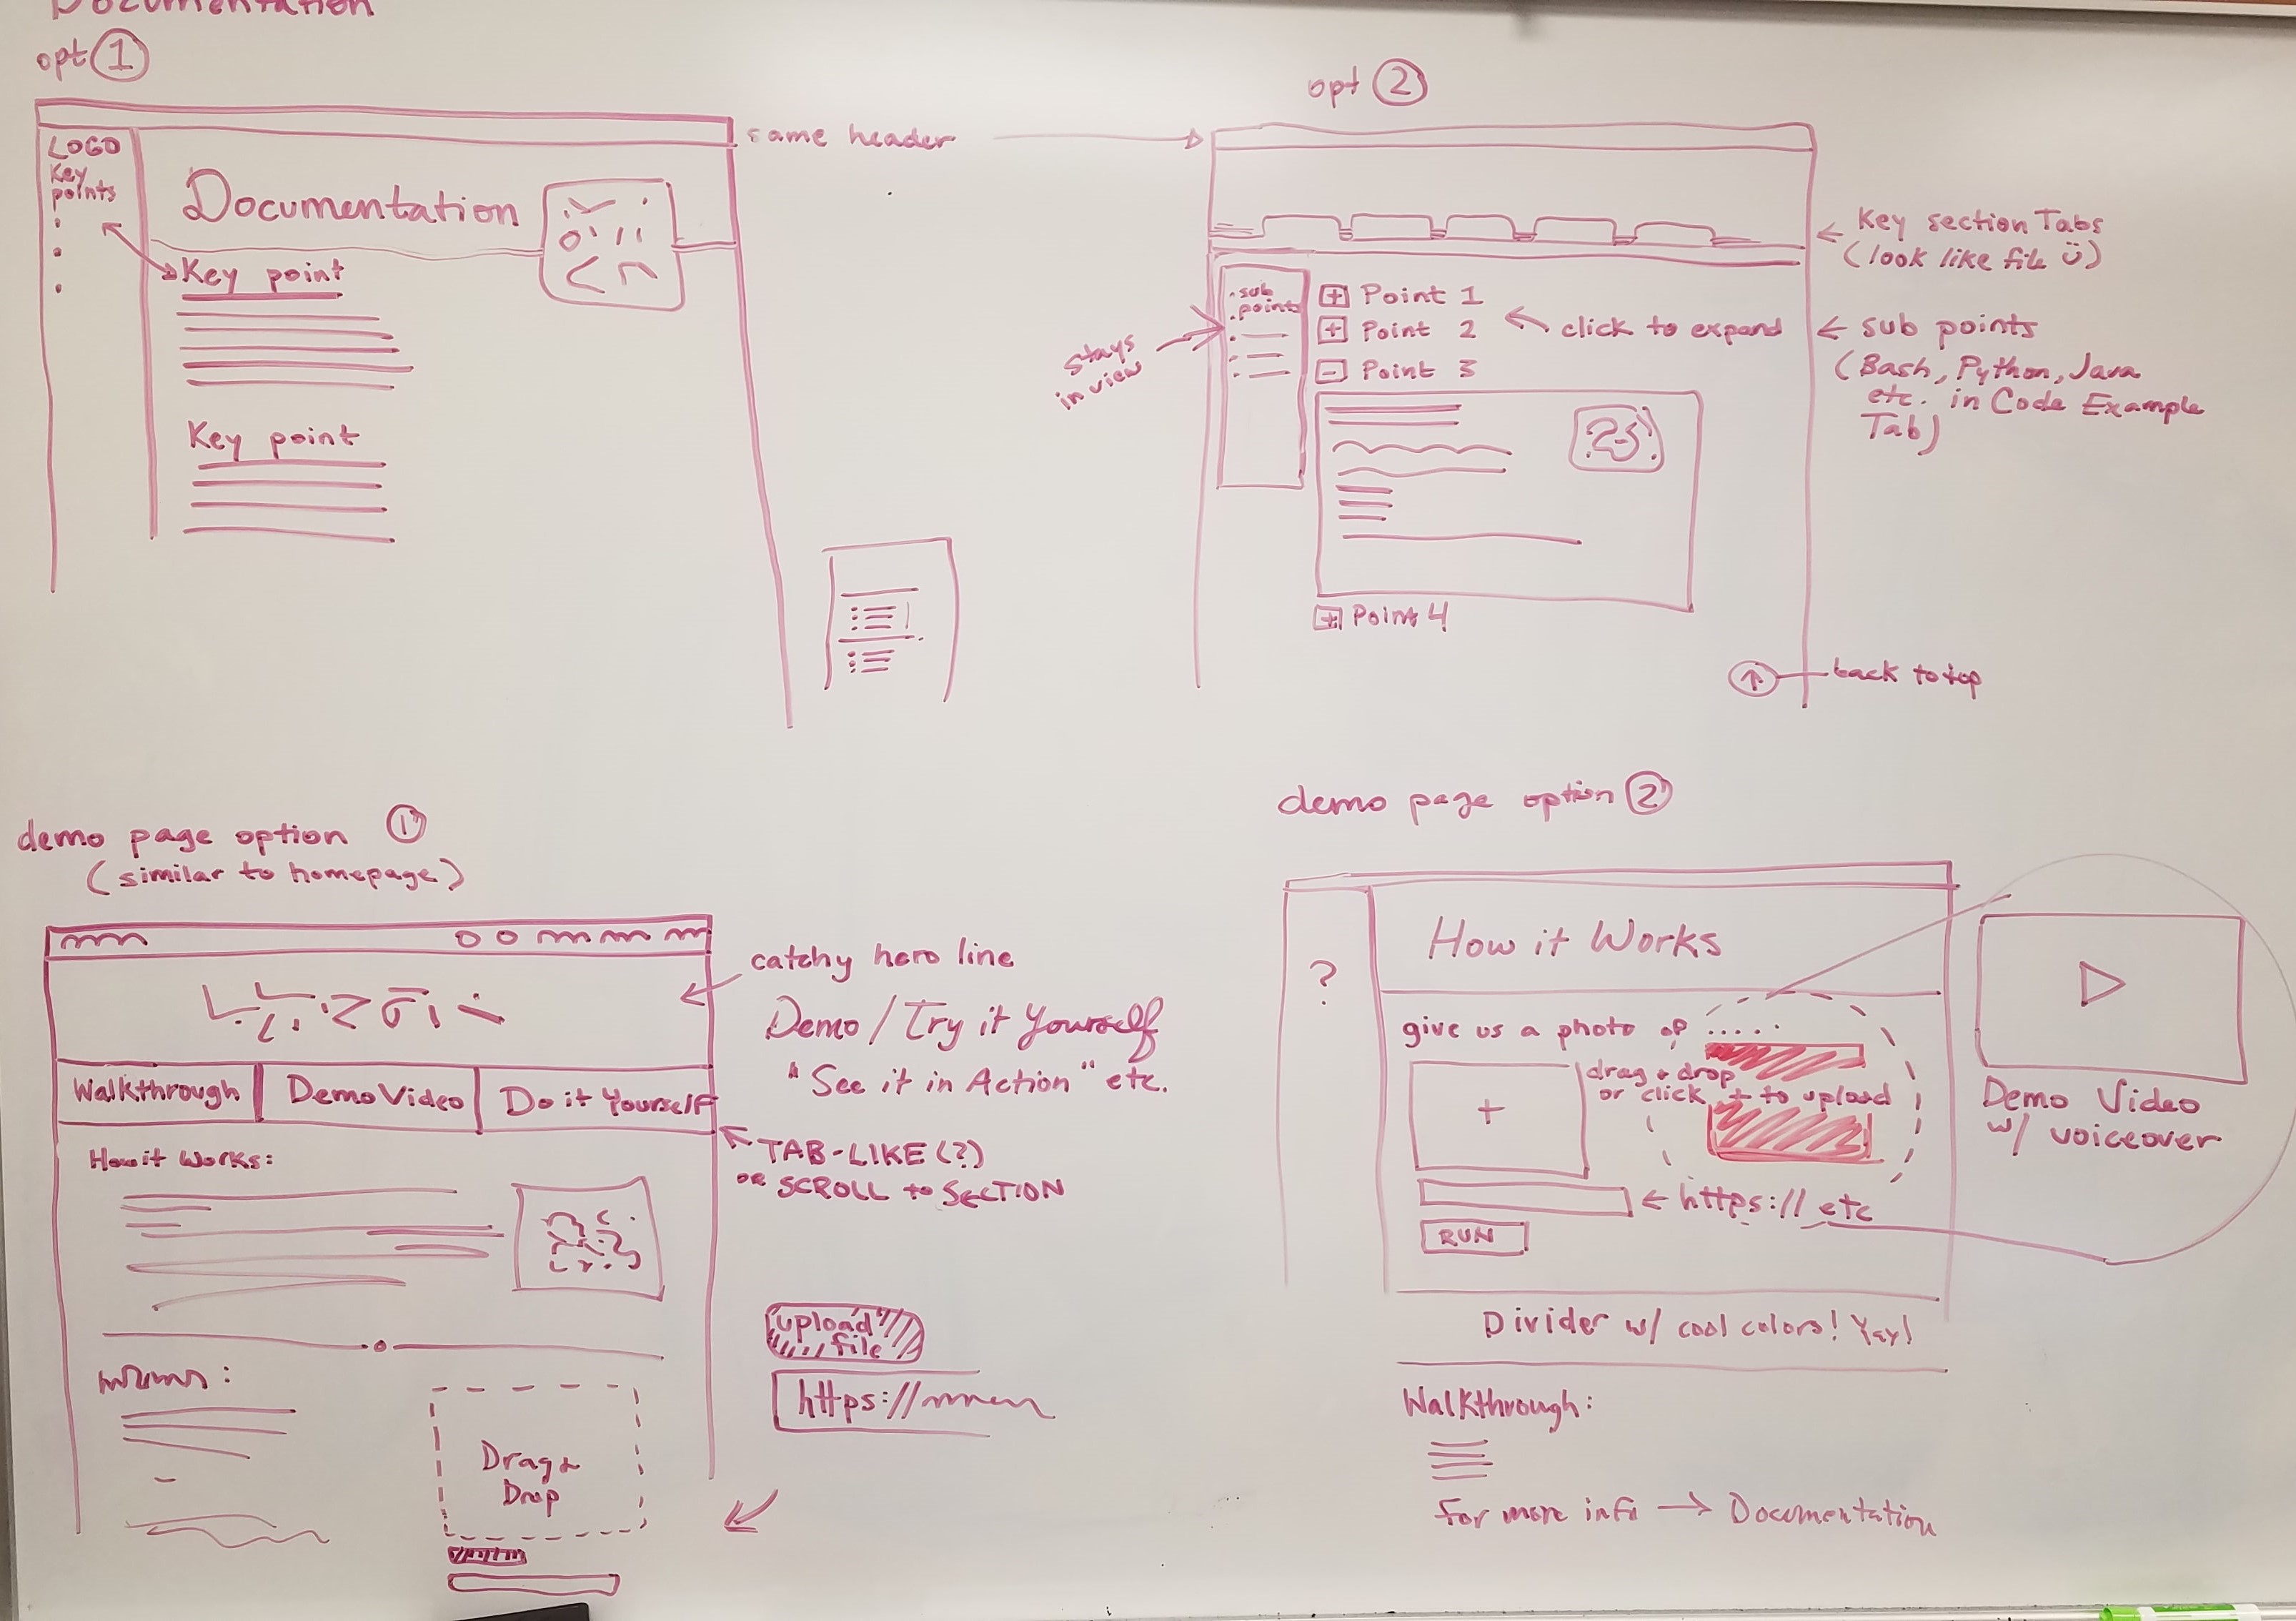 Documentation
opt 1
LOGO
Key
points
Documentation
Key point
Key point
same header
opt 2
Key section Tabs
(look like file ü)
. sub
. points
stays
in view
+ Point 1
+ Point 2
- Point 3
click to expand
sub points
(Bash, Python, Java
etc. in Code Example
Tab)
+ Point 4
↑
back to top
demo page option 1
(similar to homepage)
catchy hero line
Demo / Try it Yourself
"See it in Action" etc.
Walkthrough
Demo Video
Do it Yourself
TAB-LIKE (?)
or SCROLL to SECTION
How it Works:
Drag &
Drop
upload
file
https://
demo page option 2
?
How it Works
give us a photo of .....
+
drag & drop
or click + to upload
https:// etc
RUN
Demo Video
w/ voiceover
Divider w/ cool colors! Yay!
Walkthrough:
for more info → Documentation